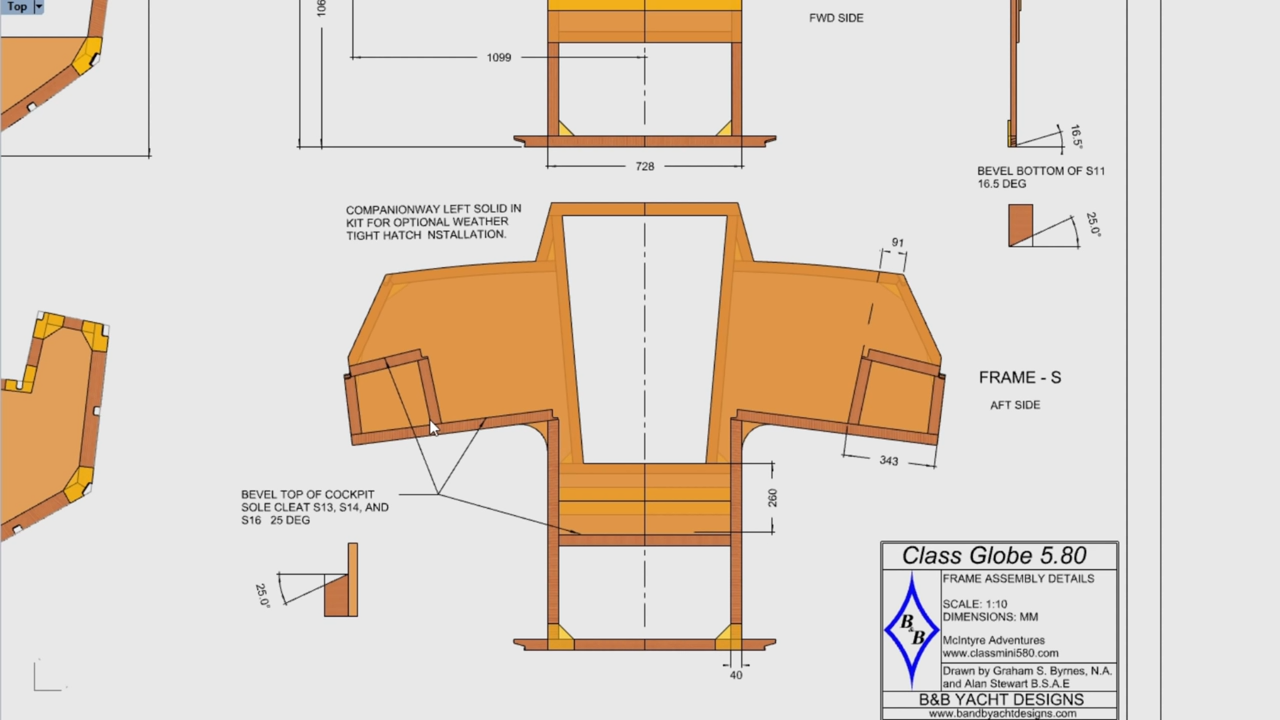 Top
106
FWD SIDE
1099
16.5°
728
BEVEL BOTTOM OF S11
16.5 DEG
COMPANIONWAY LEFT SOLID IN
KIT FOR OPTIONAL WEATHER
TIGHT HATCH NSTALLATION.
25.0°
91
FRAME - S
AFT SIDE
343
BEVEL TOP OF COCKPIT
SOLE CLEAT S13, S14, AND
S16 25 DEG
260
25.0°
40
Class Globe 5.80
FRAME ASSEMBLY DETAILS
SCALE: 1:10
DIMENSIONS: MM
B&B
McIntyre Adventures
www.classmini580.com
Drawn by Graham S. Byrnes, N.A.
and Alan Stewart B.S.A.E
B&B YACHT DESIGNS
www.bandbyachtdesigns.com